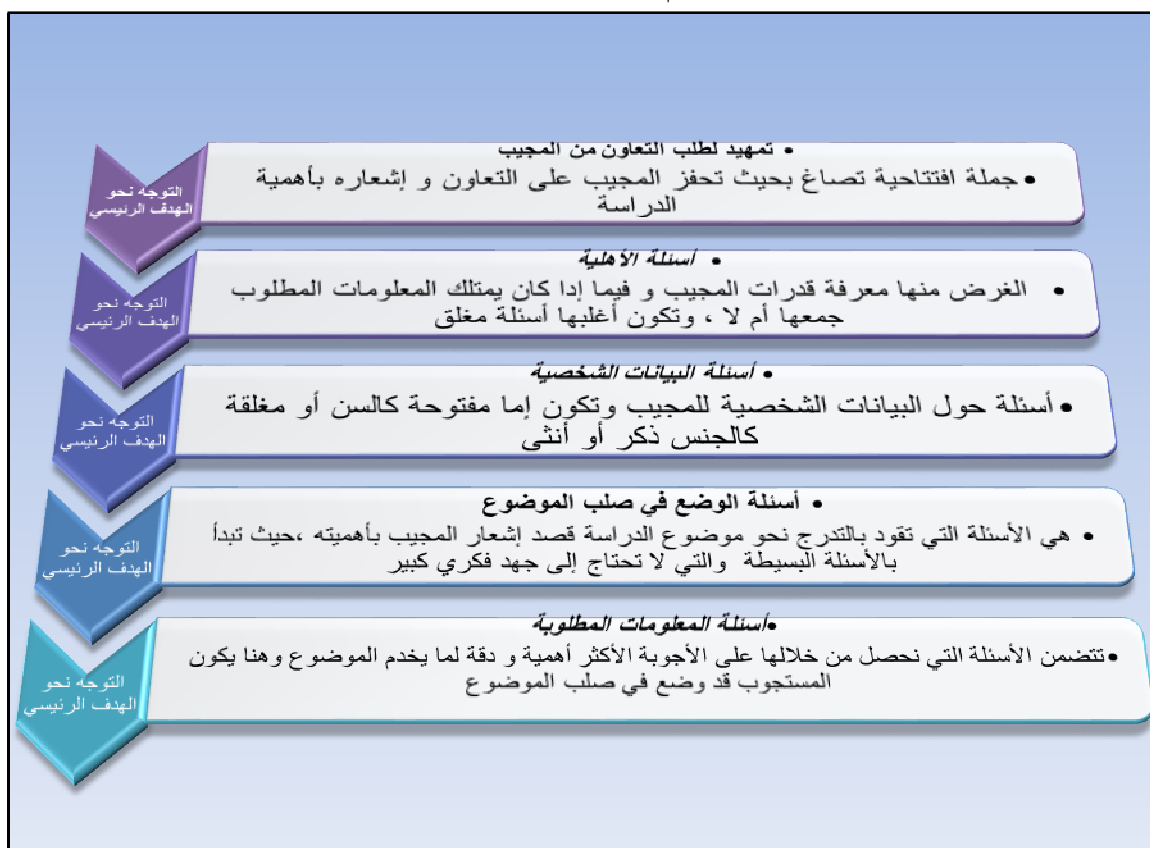 • تمهيد لطلب التعاون من المجيب
• جملة افتتاحية تصاغ بحيث تحفز المجيب على التعاون و إشعاره بأهمية
الدراسة
التوجه نحو
الهدف الرئيسي
• أسئلة الأهلية
• الغرض منها معرفة قدرات المجيب و فيما إدا كان يمتلك المعلومات المطلوب
جمعها أم لا ، وتكون أغلبها أسئلة مغلق
التوجه نحو
الهدف الرئيسي
• أسئلة البيانات الشخصية
• أسئلة حول البيانات الشخصية للمجيب وتكون إما مفتوحة كالسن أو مغلقة
كالجنس ذكر أو أنثى
التوجه نحو
الهدف الرئيسي
• أسئلة الوضع في صلب الموضوع
• هي الأسئلة التي تقود بالتدرج نحو موضوع الدراسة قصد إشعار المجيب بأهميته ،حيث تبدأ
بالأسئلة البسيطة والتي لا تحتاج إلى جهد فكري كبير
التوجه نحو
الهدف الرئيسي
•أسئلة المعلومات المطلوبة
•تتضمن الأسئلة التي نحصل من خلالها على الأجوبة الأكثر أهمية و دقة لما يخدم الموضوع وهنا يكون
المستجوب قد وضع في صلب الموضوع
التوجه نحو
الهدف الرئيسي